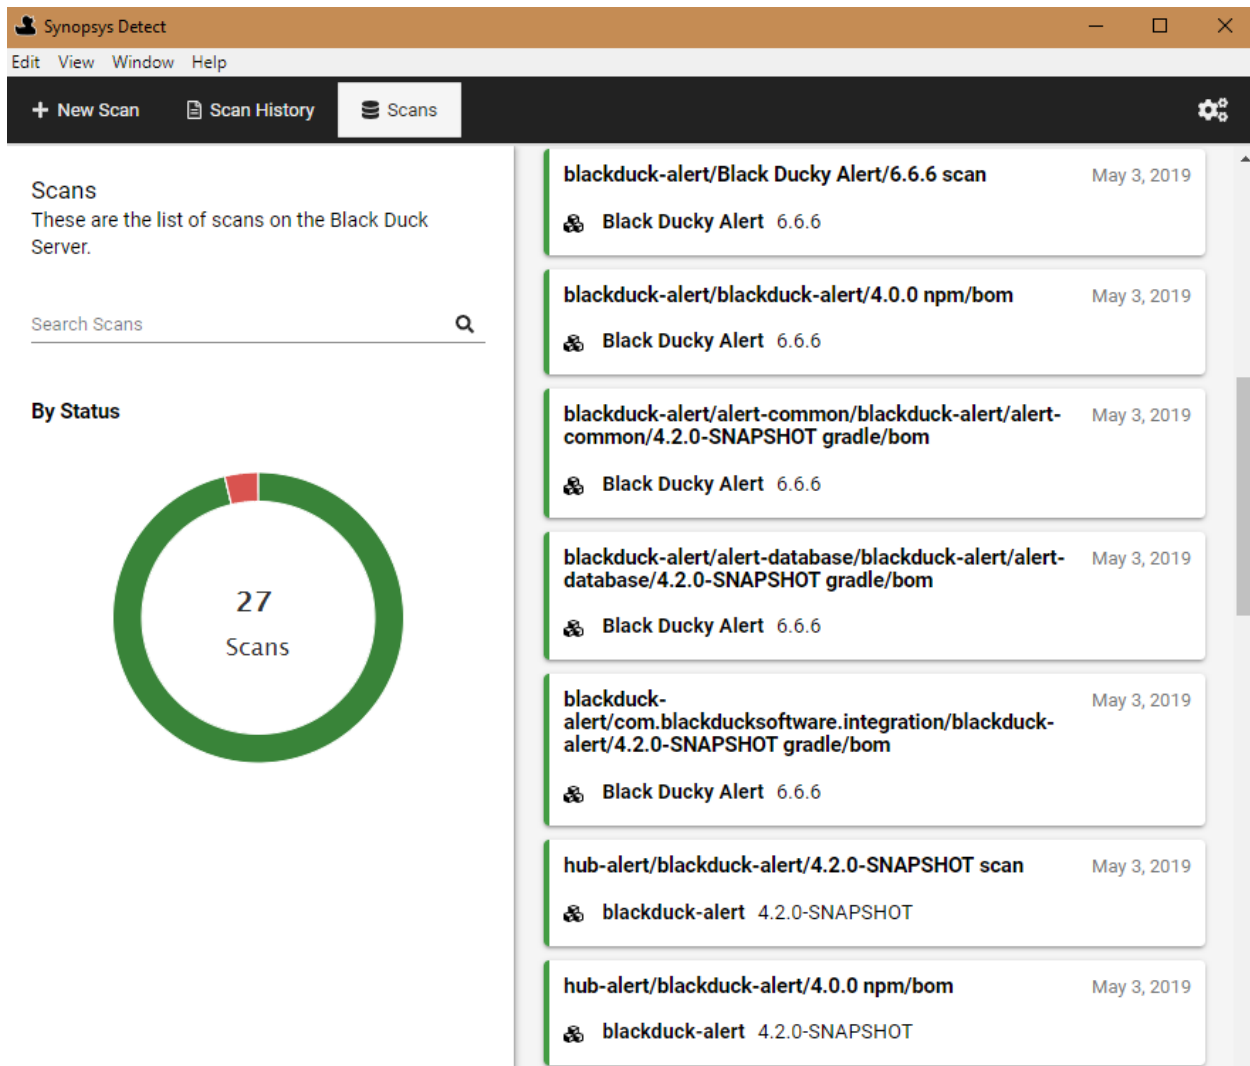 Synopsys Detect
Edit View Window Help
New Scan Scan History Scans
Scans
These are the list of scans on the Black Duck
Server.
Search Scans
By Status
27
Scans
blackduck-alert/Black Ducky Alert/6.6.6 scan May 3, 2019
Black Ducky Alert 6.6.6
blackduck-alert/blackduck-alert/4.0.0 npm/bom May 3, 2019
Black Ducky Alert 6.6.6
blackduck-alert/alert-common/blackduck-alert/alert- May 3, 2019
common/4.2.0-SNAPSHOT gradle/bom
Black Ducky Alert 6.6.6
blackduck-alert/alert-database/blackduck-alert/alert- May 3, 2019
database/4.2.0-SNAPSHOT gradle/bom
Black Ducky Alert 6.6.6
blackduck- May 3, 2019
alert/com.blackducksoftware.integration/blackduck-
alert/4.2.0-SNAPSHOT gradle/bom
Black Ducky Alert 6.6.6
hub-alert/blackduck-alert/4.2.0-SNAPSHOT scan May 3, 2019
blackduck-alert 4.2.0-SNAPSHOT
hub-alert/blackduck-alert/4.0.0 npm/bom May 3, 2019
blackduck-alert 4.2.0-SNAPSHOT